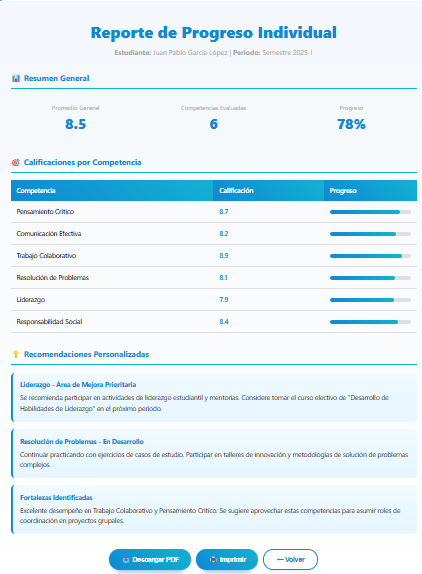 Reporte de Progreso Individual
Estudiante: Juan Pablo García López | Periodo: Semestre 2025-I
Resumen General
Promedio General Competencias Evaluadas Progreso
8.5 6 78%
Calificaciones por Competencia
Competencia Calificación Progreso
Pensamiento Crítico 8.7
Comunicación Efectiva 8.2
Trabajo Colaborativo 8.9
Resolución de Problemas 8.1
Liderazgo 7.9
Responsabilidad Social 8.4
Recomendaciones Personalizadas
Liderazgo - Área de Mejora Prioritaria
Se recomienda participar en actividades de liderazgo estudiantil y mentorías. Considere tomar el curso electivo de "Desarrollo de
Habilidades de Liderazgo" en el próximo periodo.
Resolución de Problemas - En Desarrollo
Continuar practicando con ejercicios de casos de estudio. Participar en talleres de innovación y metodologías de solución de problemas
complejos.
Fortalezas Identificadas
Excelente desempeño en Trabajo Colaborativo y Pensamiento Crítico. Se sugiere aprovechar estas competencias para asumir roles de
coordinación en proyectos grupales.
Descargar PDF Imprimir ← Volver